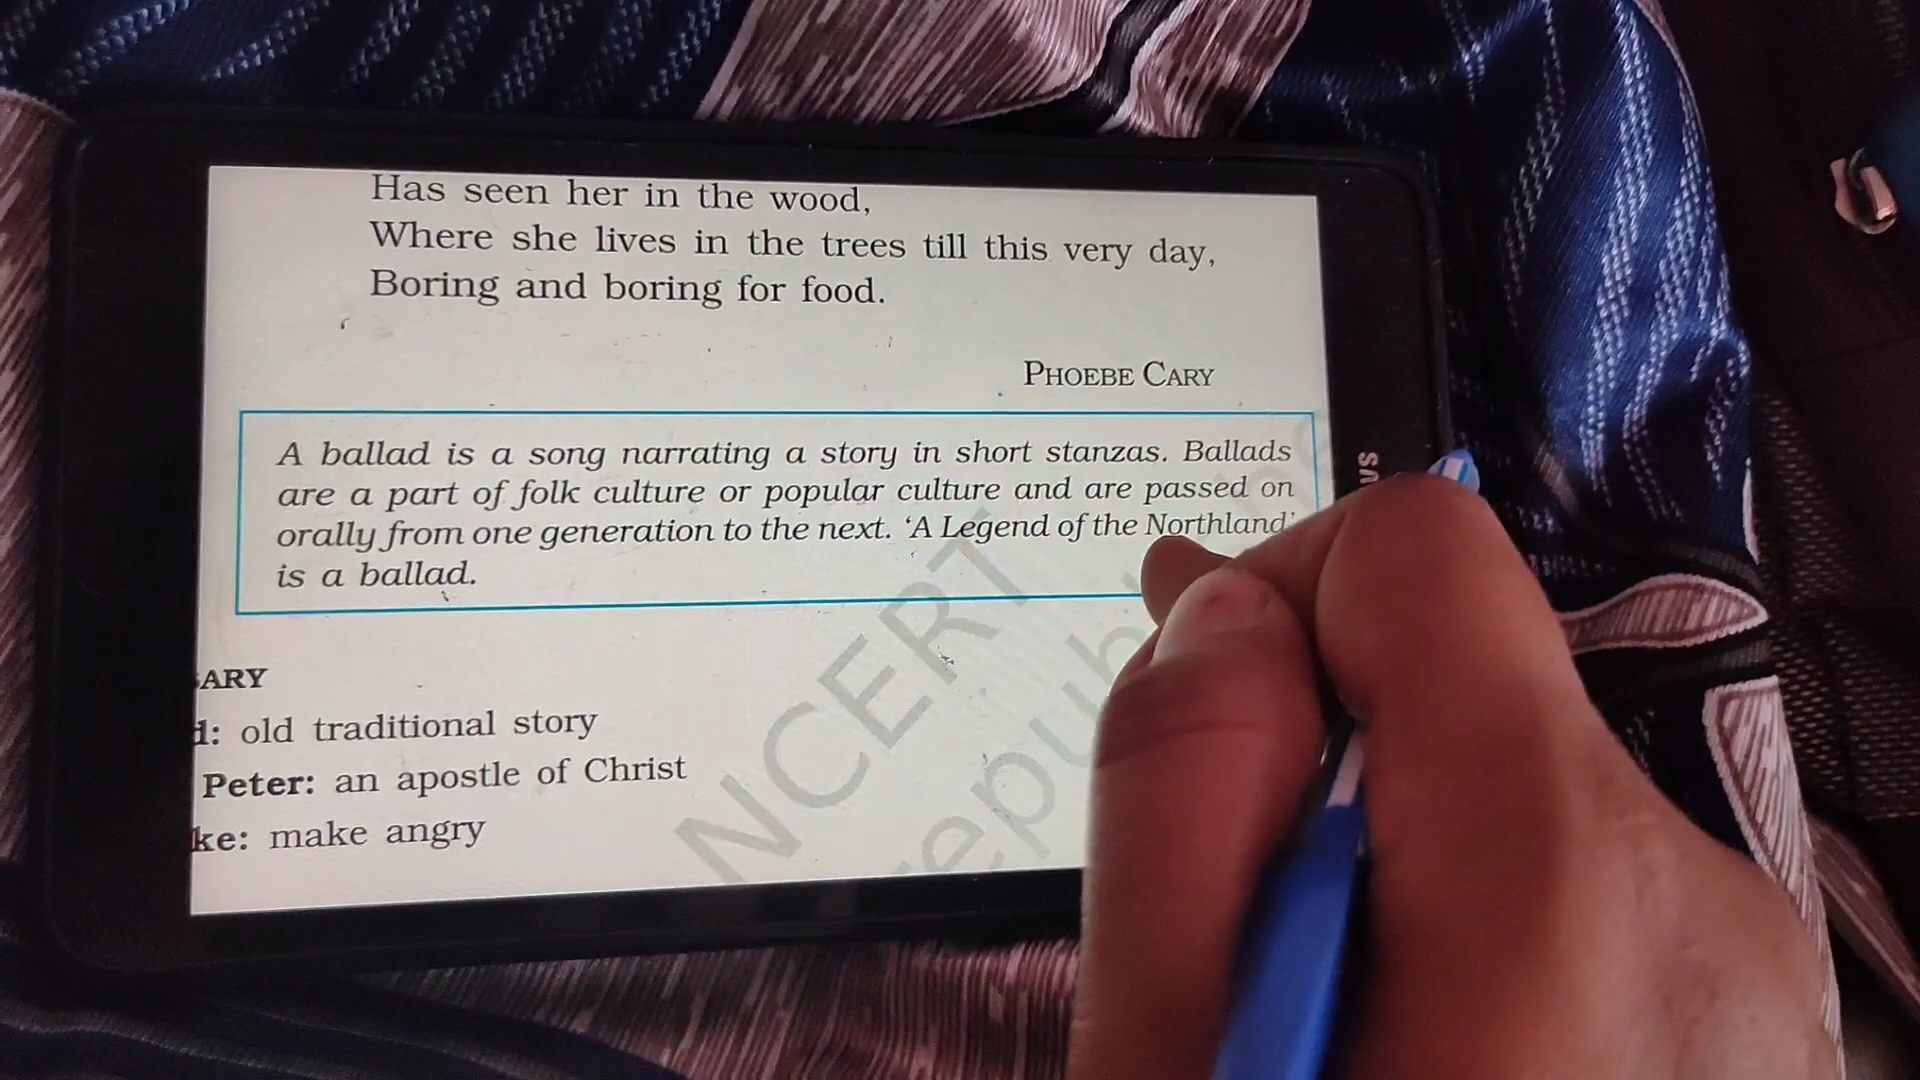 Has seen her in the wood,
Where she lives in the trees till this very day,
Boring and boring for food.
PHOEBE CARY
A ballad is a song narrating a story in short stanzas. Ballads
are a part of folk culture or popular culture and are passed on
orally from one generation to the next. ‘A Legend of the Northland’
is a ballad.
ARY
d: old traditional story
Peter: an apostle of Christ
ke: make angry
NCERT
republ